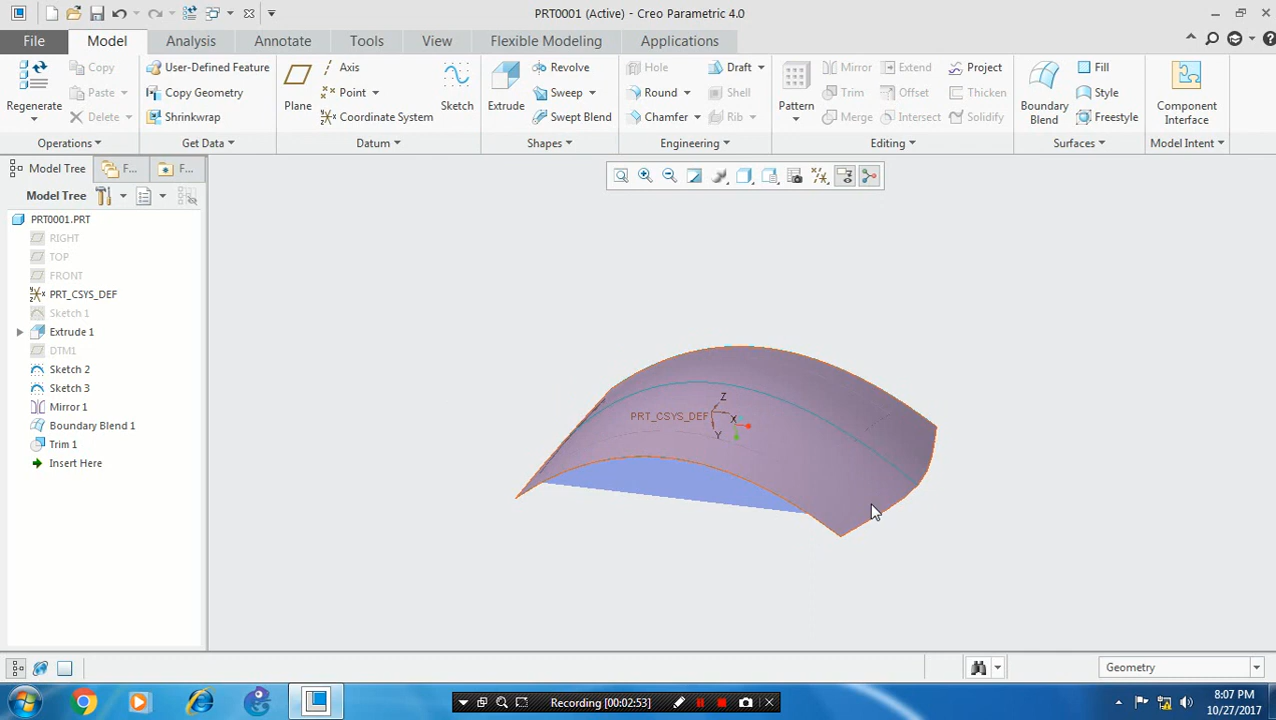 PRT0001 (Active) - Creo Parametric 4.0
File
Model
Analysis
Annotate
Tools
View
Flexible Modeling
Applications
Regenerate
Copy
Paste
Delete
Operations
User-Defined Feature
Copy Geometry
Shrinkwrap
Get Data
Plane
Axis
Point
Coordinate System
Sketch
Datum
Extrude
Revolve
Sweep
Swept Blend
Shapes
Hole
Round
Chamfer
Draft
Shell
Rib
Engineering
Pattern
Mirror
Trim
Merge
Extend
Offset
Intersect
Project
Thicken
Solidify
Editing
Boundary
Blend
Fill
Style
Freestyle
Surfaces
Component
Interface
Model Intent
Model Tree
F...
F...
Model Tree
PRT0001.PRT
RIGHT
TOP
FRONT
PRT_CSYS_DEF
Sketch 1
Extrude 1
DTM1
Sketch 2
Sketch 3
Mirror 1
Boundary Blend 1
Trim 1
Insert Here
Z
PRT_CSYS_DEF
X
Y
Geometry
Recording [00:02:53]
8:07 PM
10/27/2017